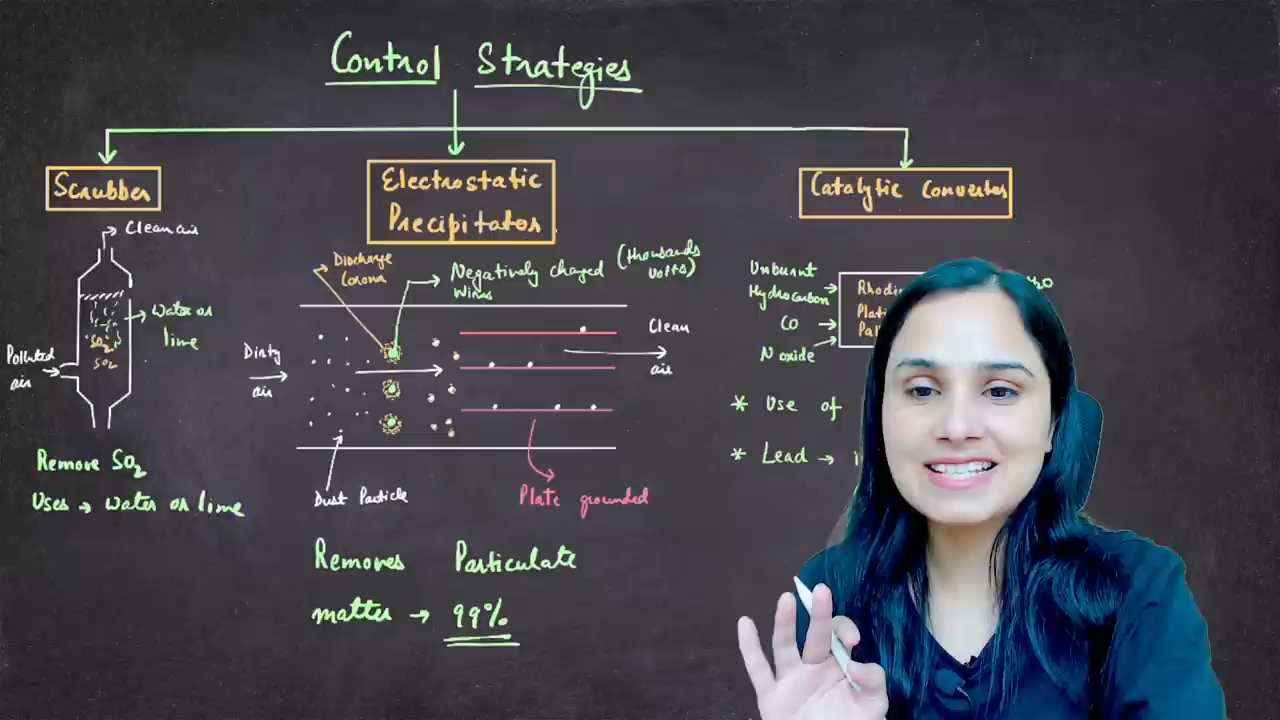 Control Strategies
Scrubber
Clean air
Water or
lime
SO2
SO2
Polluted
air
Remove SO2
Uses → Water or lime
Electrostatic
Precipitator
Discharge
Corona
Negatively charged
wires
(thousands
volts)
Dirty
air
Clean
air
Dust Particle
Plate grounded
Removes Particulate
matter → 99%
Catalytic Convertor
Unburnt
Hydrocarbon
CO
N oxide
* Use of
* Lead →